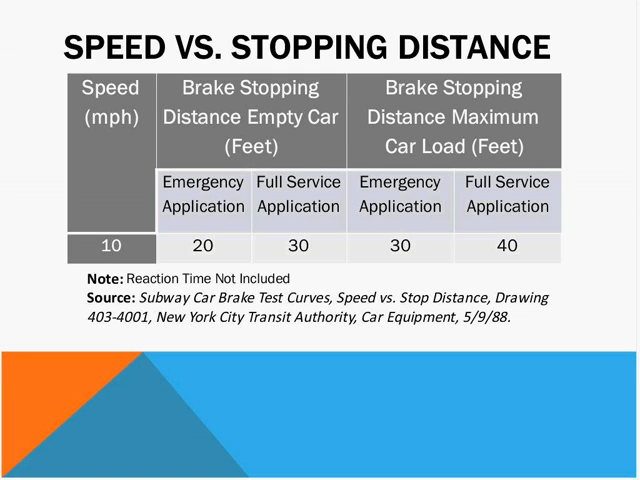 SPEED VS. STOPPING DISTANCE
Speed (mph)
Brake Stopping Distance Empty Car (Feet)
Brake Stopping Distance Maximum Car Load (Feet)
Emergency Application
Full Service Application
Emergency Application
Full Service Application
10 20 30 30 40
Note: Reaction Time Not Included
Source: Subway Car Brake Test Curves, Speed vs. Stop Distance, Drawing
403-4001, New York City Transit Authority, Car Equipment, 5/9/88.